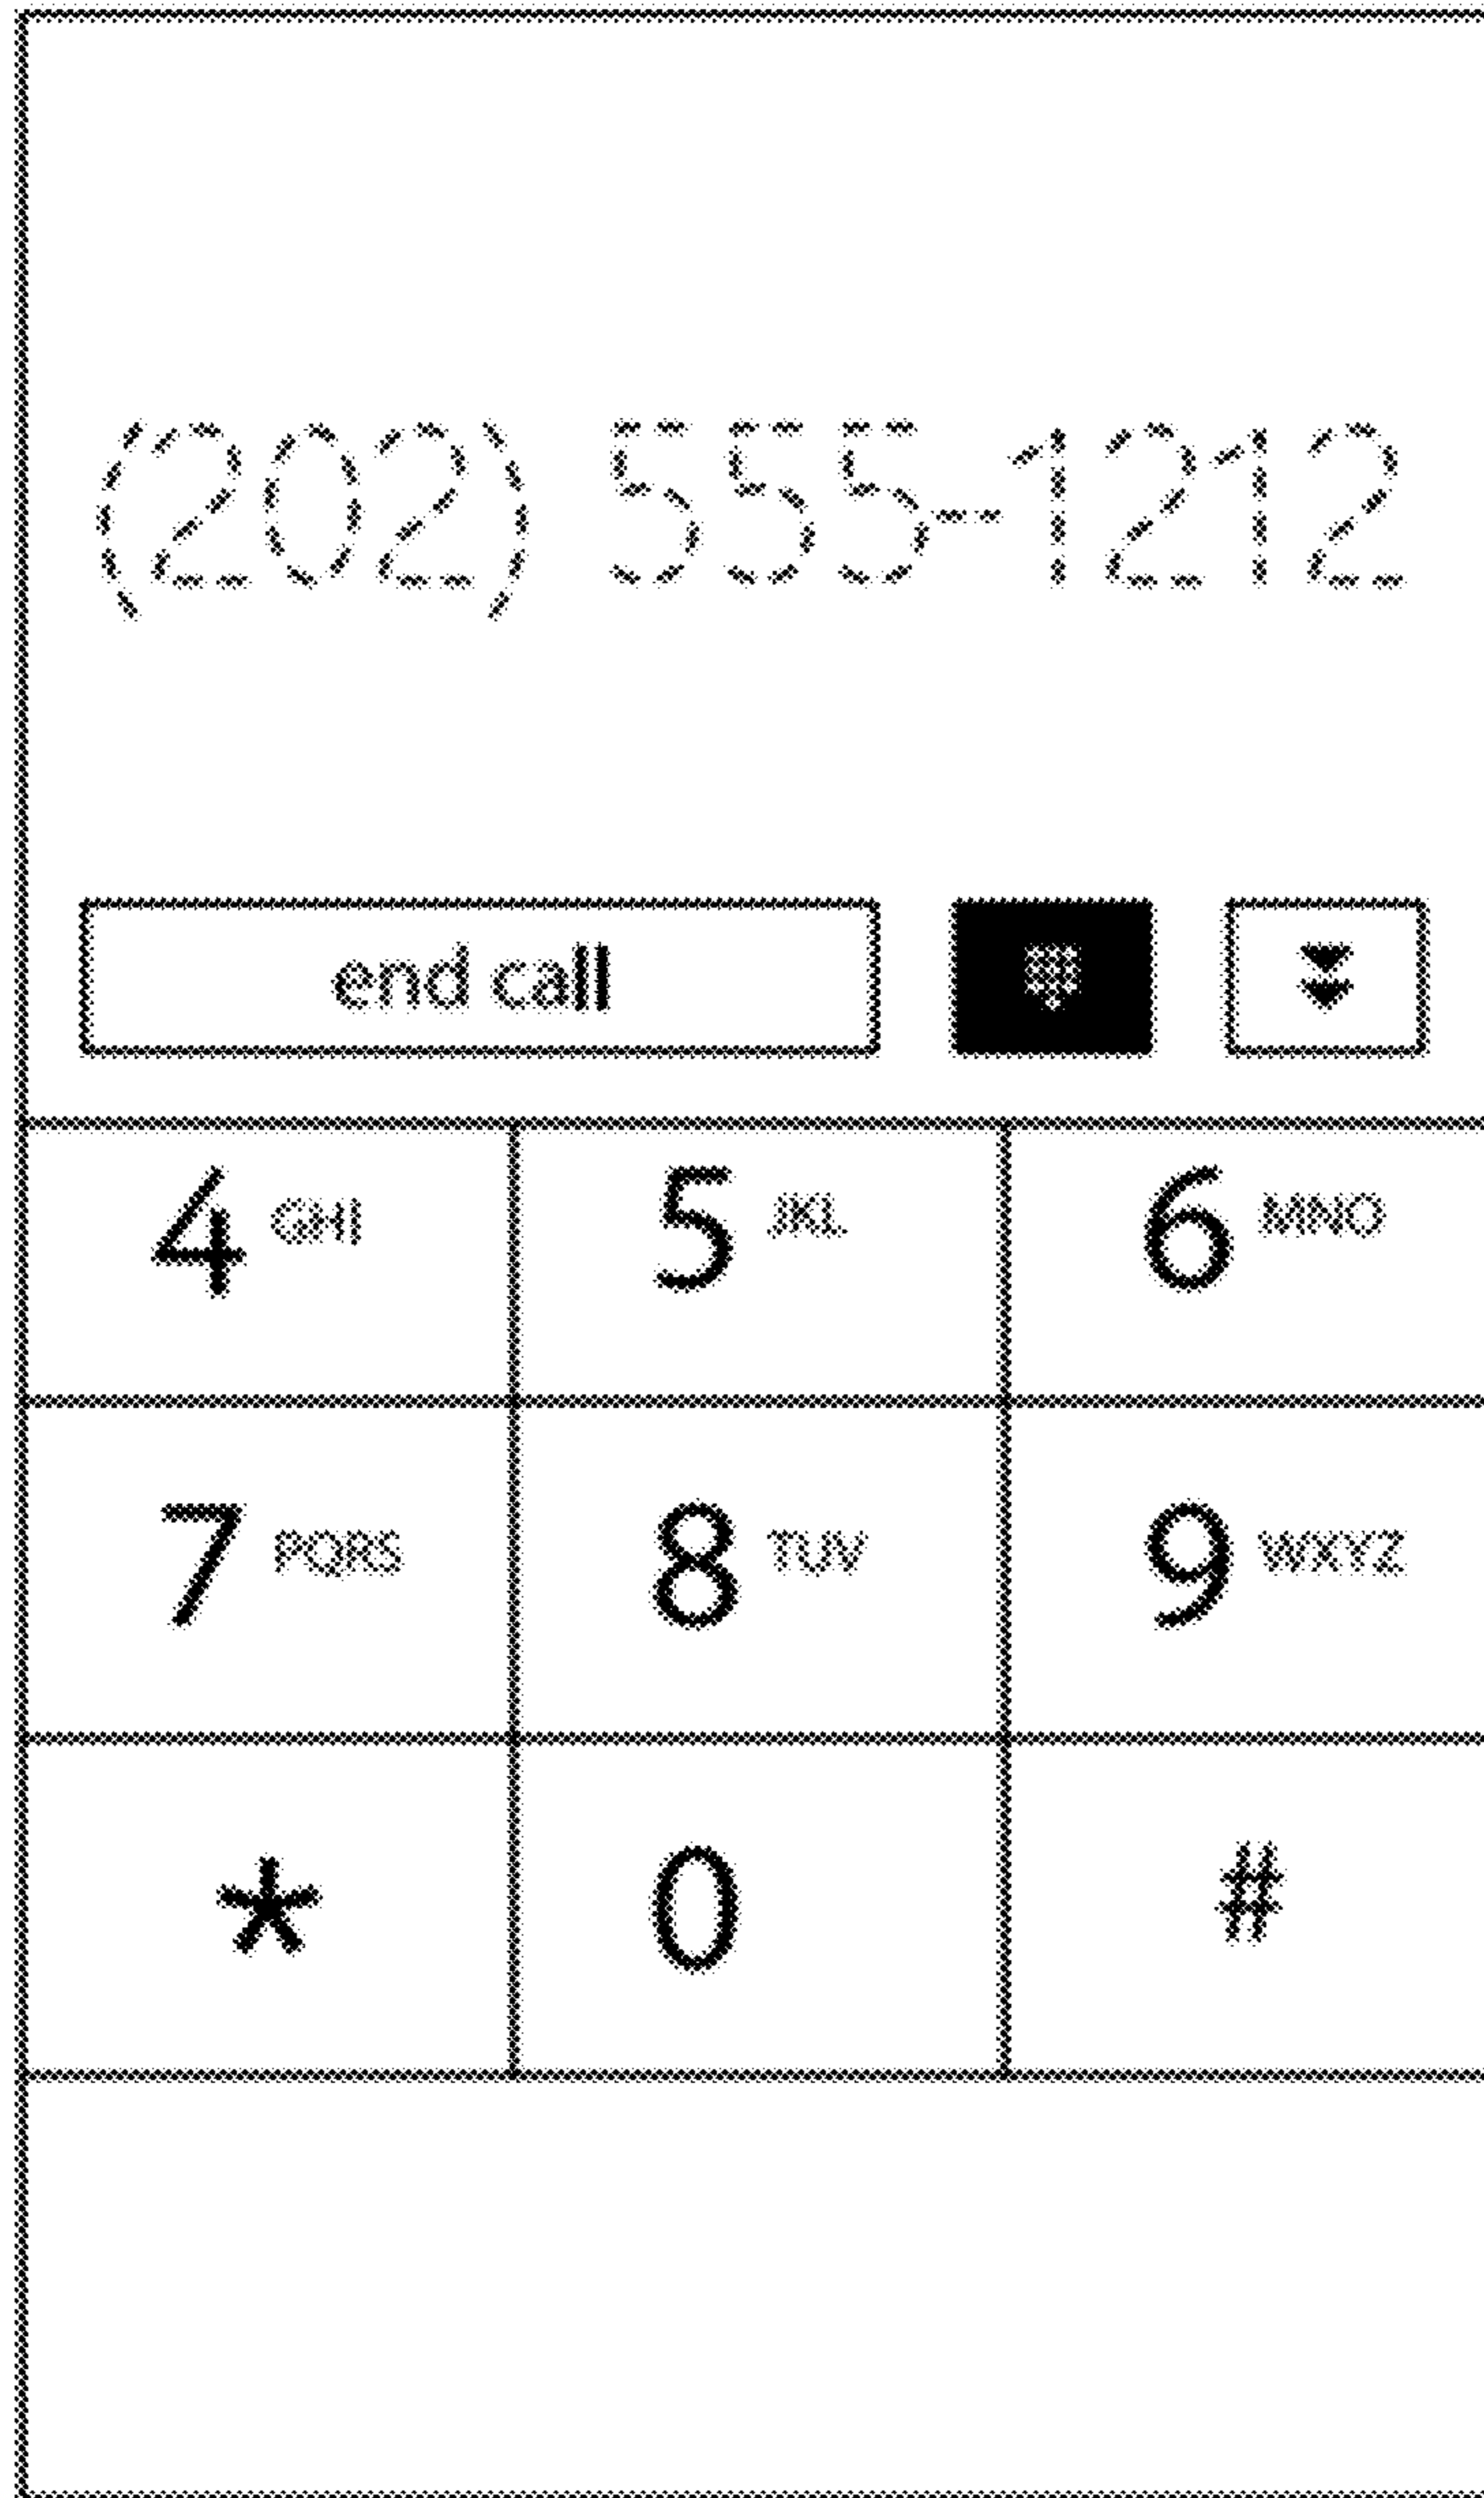 (202) 555-1212
end call
4 GHI 5 JKL 6 MNO
7 PQRS 8 TUV 9 WXYZ
* 0 #